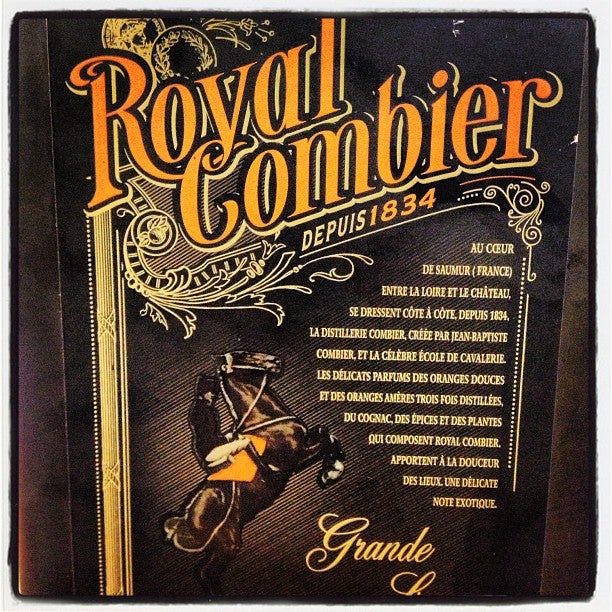 Royal
Combier
DEPUIS 1834
AU CŒUR
DE SAUMUR ( FRANCE)
ENTRE LA LOIRE ET LE CHÂTEAU,
SE DRESSENT CÔTE À CÔTE, DEPUIS 1834,
LA DISTILLERIE COMBIER, CRÉÉE PAR JEAN-BAPTISTE
COMBIER, ET LA CÉLÈBRE ÉCOLE DE CAVALERIE.
LES DÉLICATS PARFUMS DES ORANGES DOUCES
ET DES ORANGES AMÈRES TROIS FOIS DISTILLÉES,
DU COGNAC, DES ÉPICES ET DES PLANTES
QUI COMPOSENT ROYAL COMBIER,
APPORTENT À LA DOUCEUR
DES LIEUX. UNE DÉLICATE
NOTE EXOTIQUE.
Grande